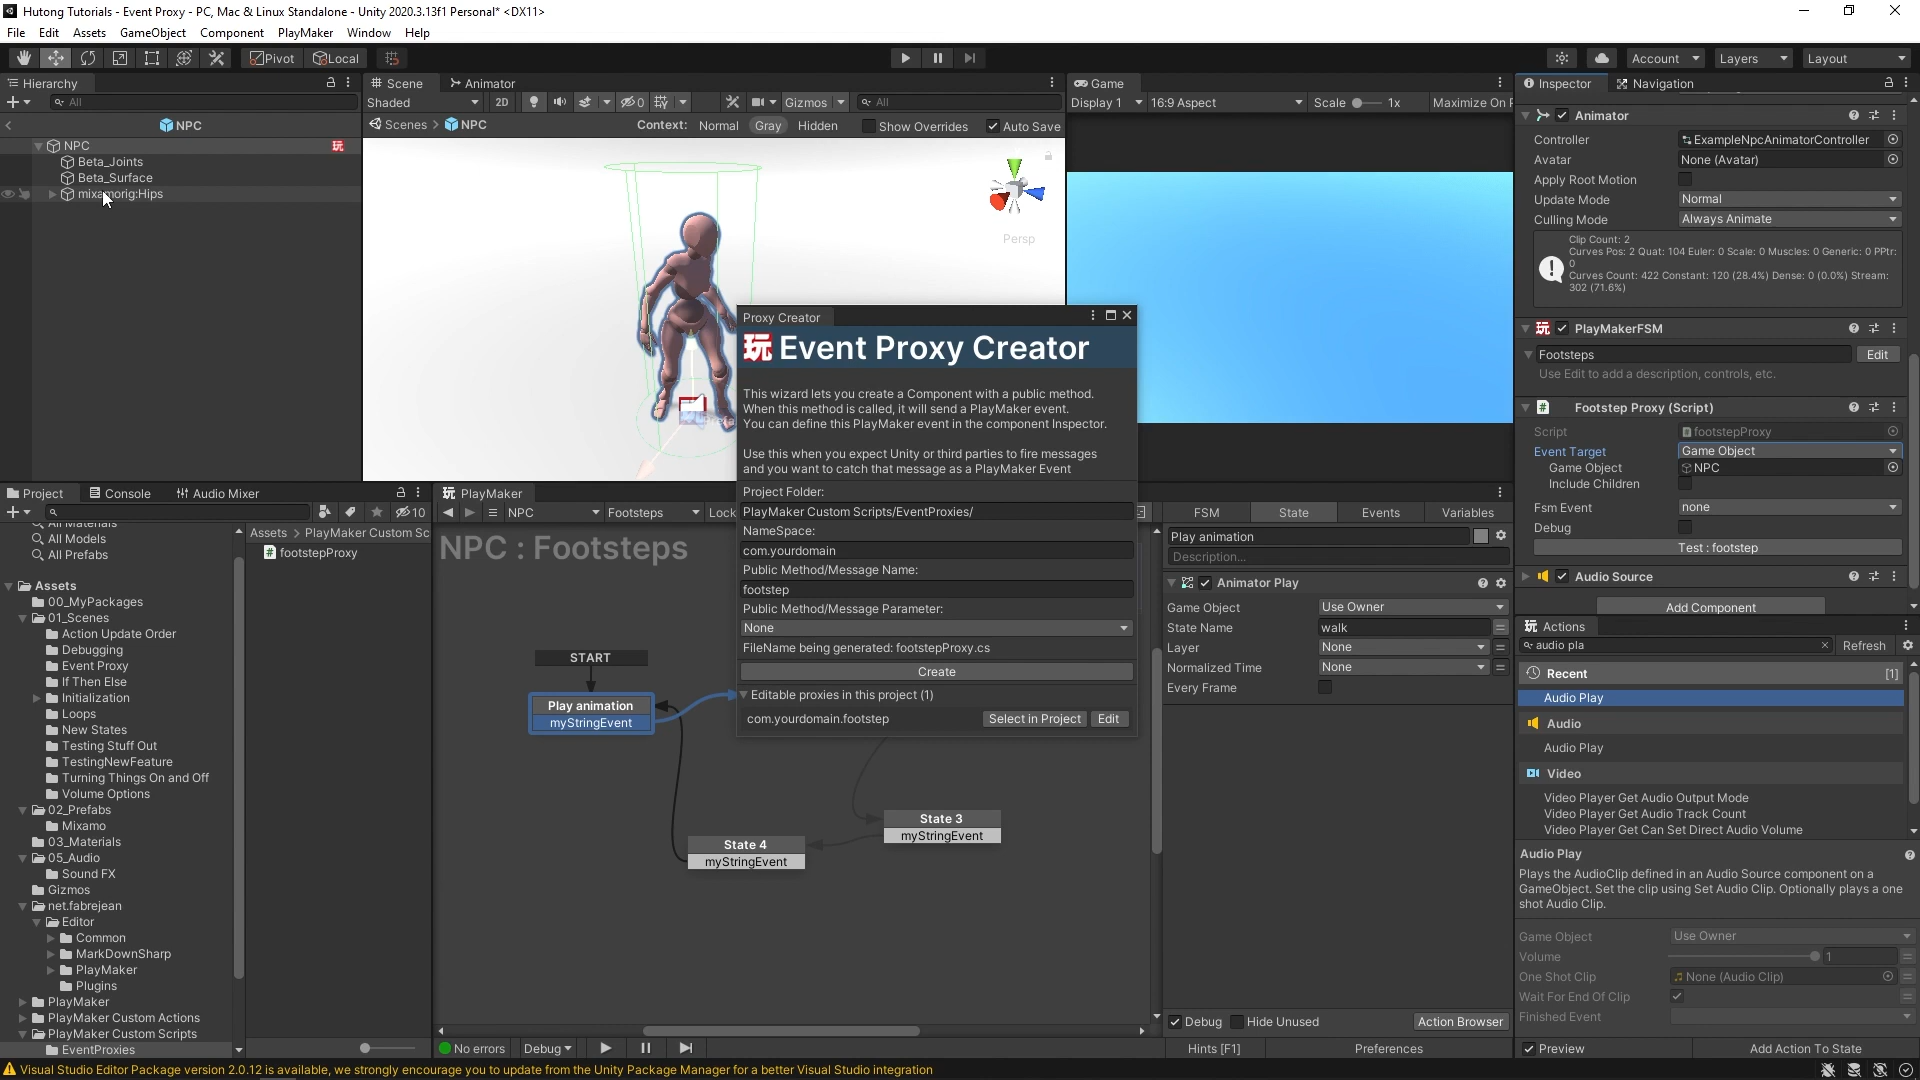 Hutong Tutorials - Event Proxy - PC, Mac & Linux Standalone - Unity 2020.3.13f1 Personal* <DX11>
File Edit Assets GameObject Component PlayMaker Window Help
Pivot Local Account Layers Layout
Hierarchy
All
NPC
NPC 玩
Beta_Joints
Beta_Surface
mixamorig:Hips
Scene Animator
Shaded 2D 0 Gizmos All
Scenes NPC Context: Normal Gray Hidden Show Overrides Auto Save
Persp
Game
Display 1 16:9 Aspect Scale 1x Maximize On P
Inspector Navigation
Animator
Controller ExampleNpcAnimatorController
Avatar None (Avatar)
Apply Root Motion
Update Mode Normal
Culling Mode Always Animate
Clip Count: 2
Curves Pos: 2 Quat: 104 Euler: 0 Scale: 0 Muscles: 0 Generic: 0 PPtr:
0
Curves Count: 422 Constant: 120 (28.4%) Dense: 0 (0.0%) Stream:
302 (71.6%)
玩 PlayMakerFSM
Footsteps Edit
Use Edit to add a description, controls, etc.
# Footstep Proxy (Script)
Script footstepProxy
Event Target Game Object
Game Object NPC
Include Children
Fsm Event none
Debug
Test : footstep
Audio Source
Add Component
Proxy Creator
玩 Event Proxy Creator
This wizard lets you create a Component with a public method.
When this method is called, it will send a PlayMaker event.
You can define this PlayMaker event in the component Inspector.
Use this when you expect Unity or third parties to fire messages
and you want to catch that message as a PlayMaker Event
Project Folder:
PlayMaker Custom Scripts/EventProxies/
NameSpace:
com.yourdomain
Public Method/Message Name:
footstep
Public Method/Message Parameter:
None
FileName being generated: footstepProxy.cs
Create
Editable proxies in this project (1)
com.yourdomain.footstep Select in Project Edit
Project Console Audio Mixer
10
All Materials
All Models
All Prefabs
Assets
00_MyPackages
01_Scenes
Action Update Order
Debugging
Event Proxy
If Then Else
Initialization
Loops
New States
Testing Stuff Out
TestingNewFeature
Turning Things On and Off
Volume Options
02_Prefabs
Mixamo
03_Materials
05_Audio
Sound FX
Gizmos
net.fabrejean
Editor
Common
MarkDownSharp
PlayMaker
Plugins
PlayMaker
PlayMaker Custom Actions
PlayMaker Custom Scripts
EventProxies
Assets > PlayMaker Custom Sc
# footstepProxy
玩 PlayMaker
NPC Footsteps Lock
NPC : Footsteps
START
Play animation
myStringEvent
State 3
myStringEvent
State 4
myStringEvent
No errors Debug
FSM State Events Variables
Play animation
Description...
Animator Play
Game Object Use Owner
State Name walk
Layer None
Normalized Time None
Every Frame
Debug Hide Unused Action Browser
Hints [F1] Preferences
玩 Actions
audio pla Refresh
Recent [1]
Audio Play
Audio
Audio Play
Video
Video Player Get Audio Output Mode
Video Player Get Audio Track Count
Video Player Get Can Set Direct Audio Volume
Audio Play
Plays the AudioClip defined in an Audio Source component on a
GameObject. Set the clip using Set Audio Clip. Optionally plays a one
shot Audio Clip.
Game Object Use Owner
Volume 1
One Shot Clip None (Audio Clip)
Wait For End Of Clip
Finished Event
Preview Add Action To State
Visual Studio Editor Package version 2.0.12 is available, we strongly encourage you to update from the Unity Package Manager for a better Visual Studio integration